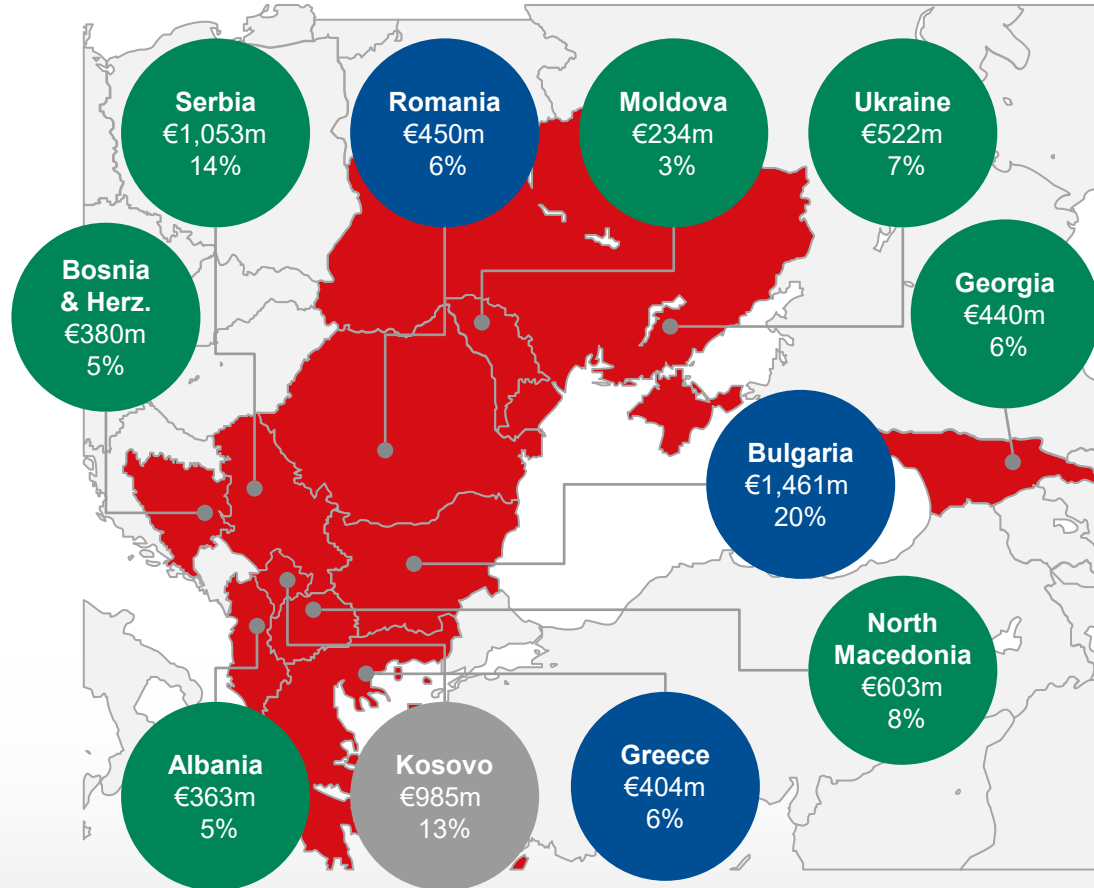 Serbia
€1,053m
14%
Romania
€450m
6%
Moldova
€234m
3%
Ukraine
€522m
7%
Bosnia
& Herz.
€380m
5%
Georgia
€440m
6%
Bulgaria
€1,461m
20%
North
Macedonia
€603m
8%
Albania
€363m
5%
Kosovo
€985m
13%
Greece
€404m
6%